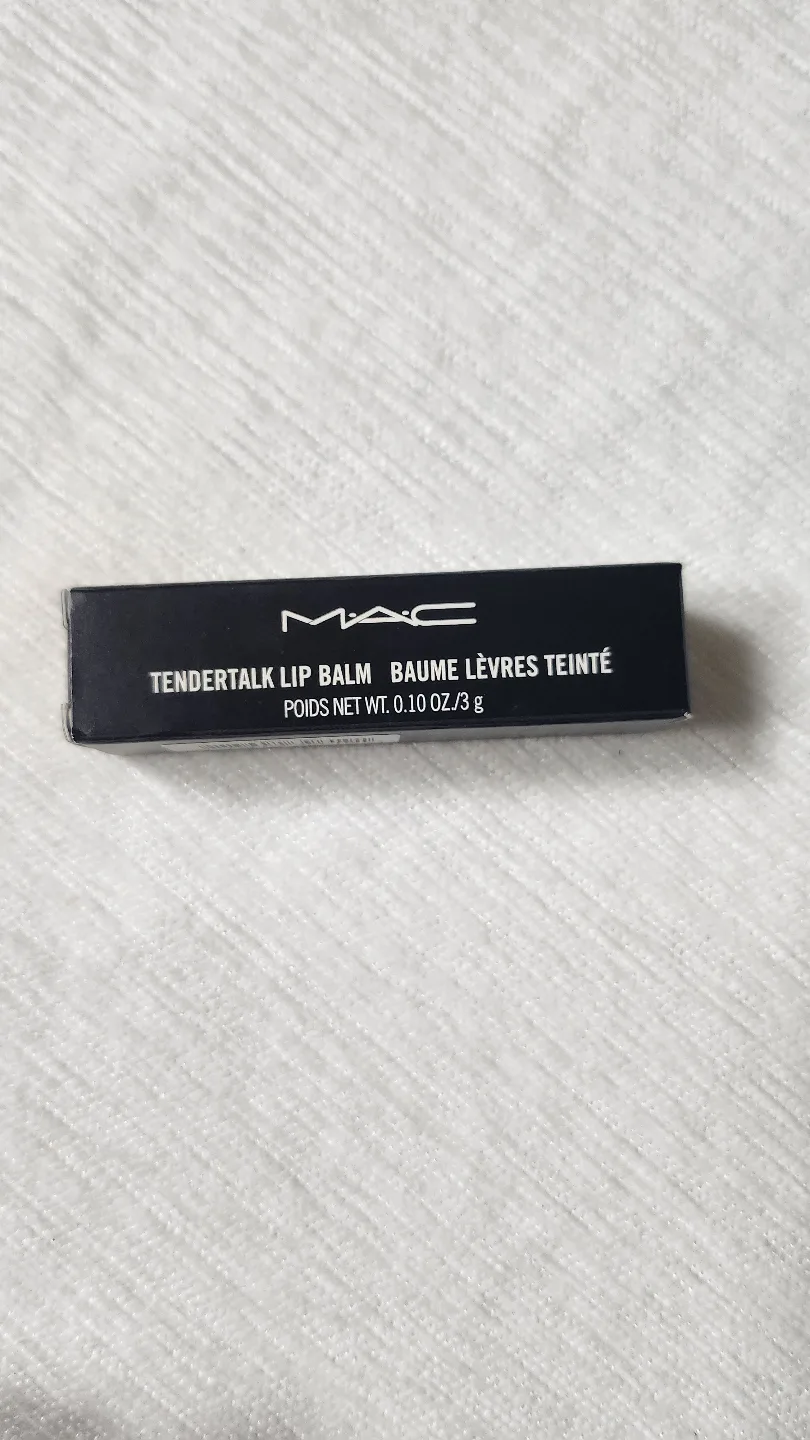 M·A·C
TENDERTALK LIP BALM BAUME LÈVRES TEINTÉ
POIDS NET WT. 0.10 OZ./3 g